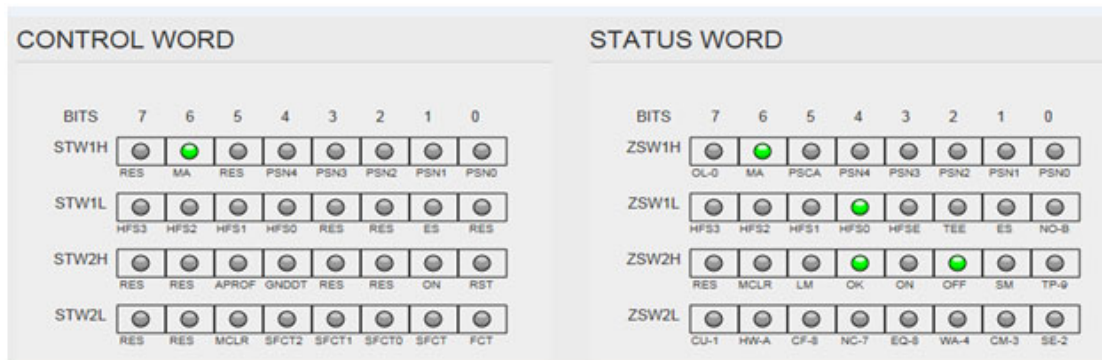 CONTROL WORD
BITS 7 6 5 4 3 2 1 0
STW1H
RES MA RES PSN4 PSN3 PSN2 PSN1 PSN0
STW1L
HFS3 HFS2 HFS1 HFS0 RES RES ES RES
STW2H
RES RES APROF GNDOT RES RES ON RST
STW2L
RES RES MCLR SFCT2 SFCT1 SFCT0 SFCT FCT
STATUS WORD
BITS 7 6 5 4 3 2 1 0
ZSW1H
OL-0 MA PSCA PSN4 PSN3 PSN2 PSN1 PSN0
ZSW1L
HFS3 HFS2 HFS1 HFS0 HFSE TEE ES NO-B
ZSW2H
RES MCLR LM OK ON OFF SM TP-9
ZSW2L
CU-1 HW-A CF-8 NC-7 EQ-8 WA-4 CM-3 SE-2